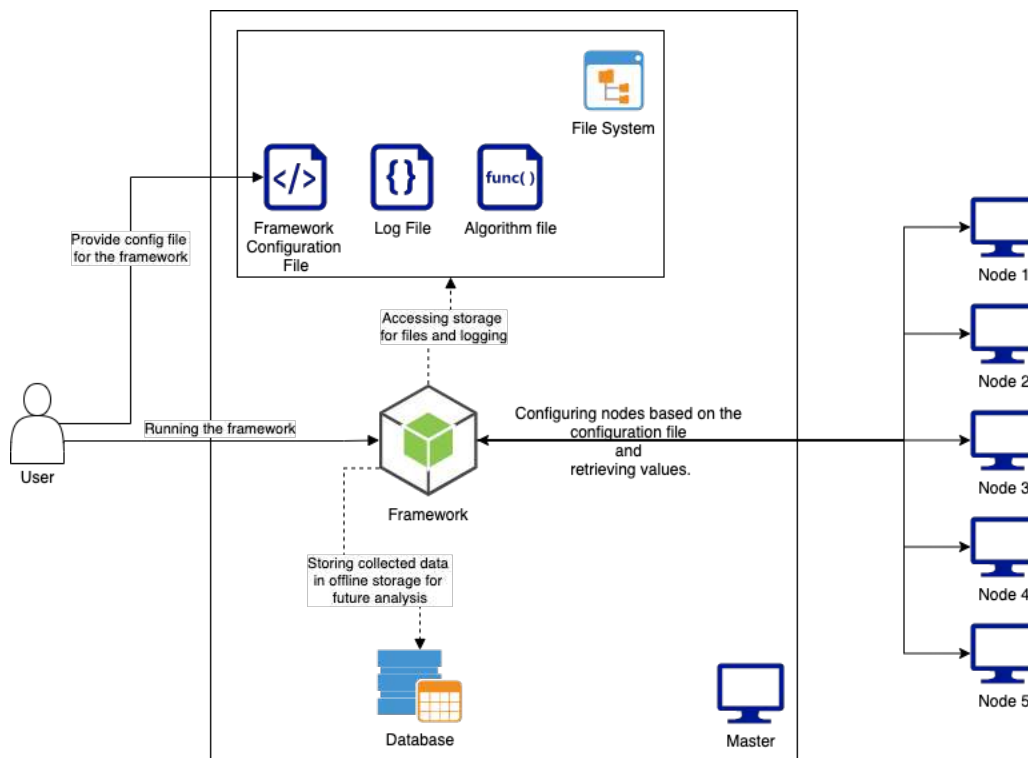 File System
</>
{}
func( )
Framework
Configuration
File
Log File
Algorithm file
Provide config file
for the framework
Node 1
Accessing storage
for files and logging
Node 2
Running the framework
Configuring nodes based on the
configuration file
and
retrieving values.
User
Node 3
Framework
Storing collected data
in offline storage for
future analysis
Node 4
Node 5
Database
Master